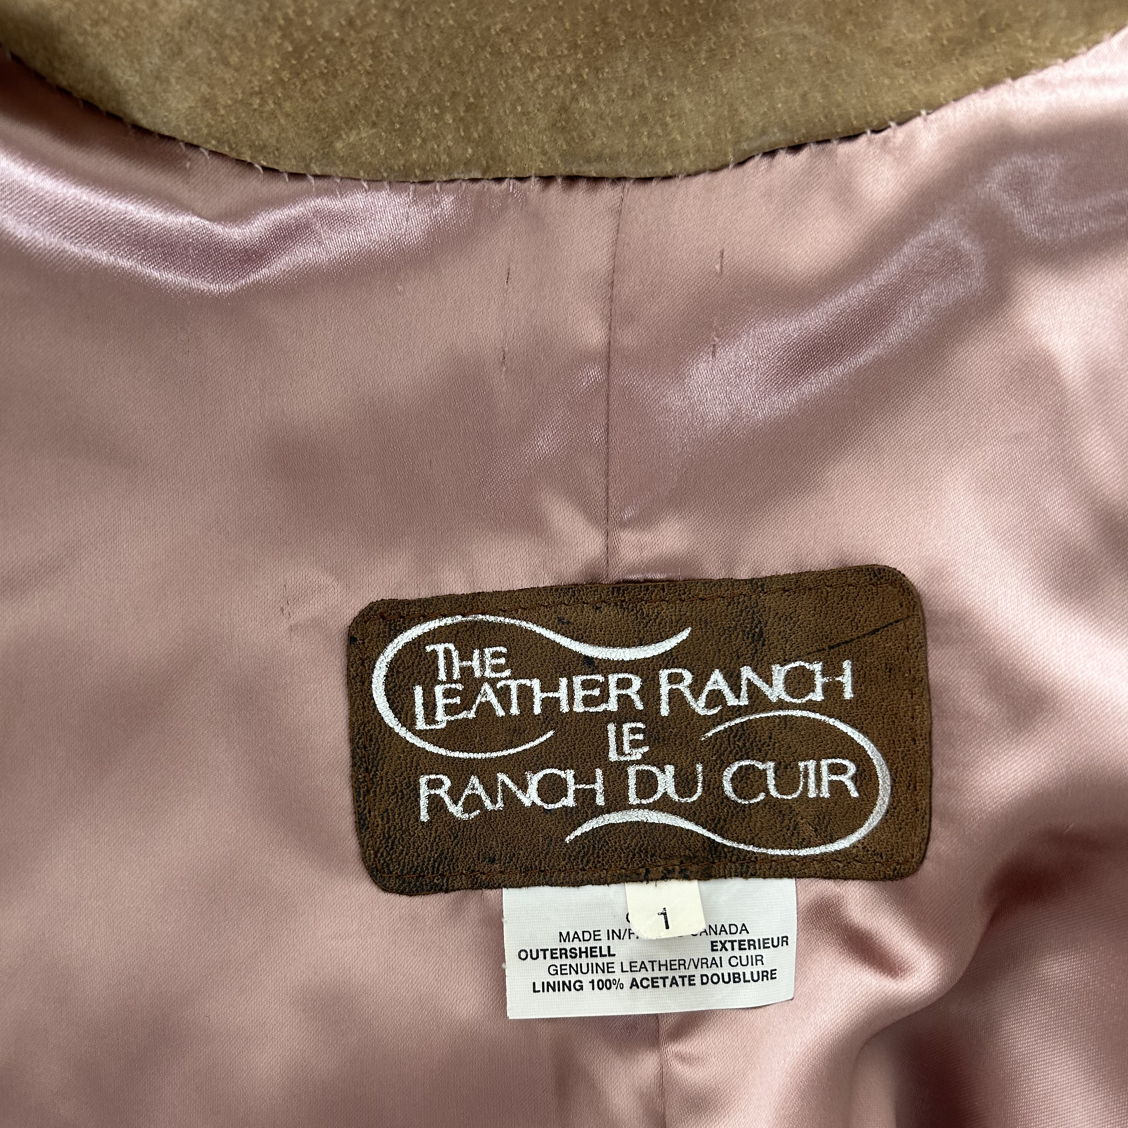 THE
LEATHER RANCH
LE
RANCH DU CUIR
1
MADE IN/ CANADA
OUTERSHELL EXTERIEUR
GENUINE LEATHER/VRAI CUIR
LINING 100% ACETATE DOUBLURE